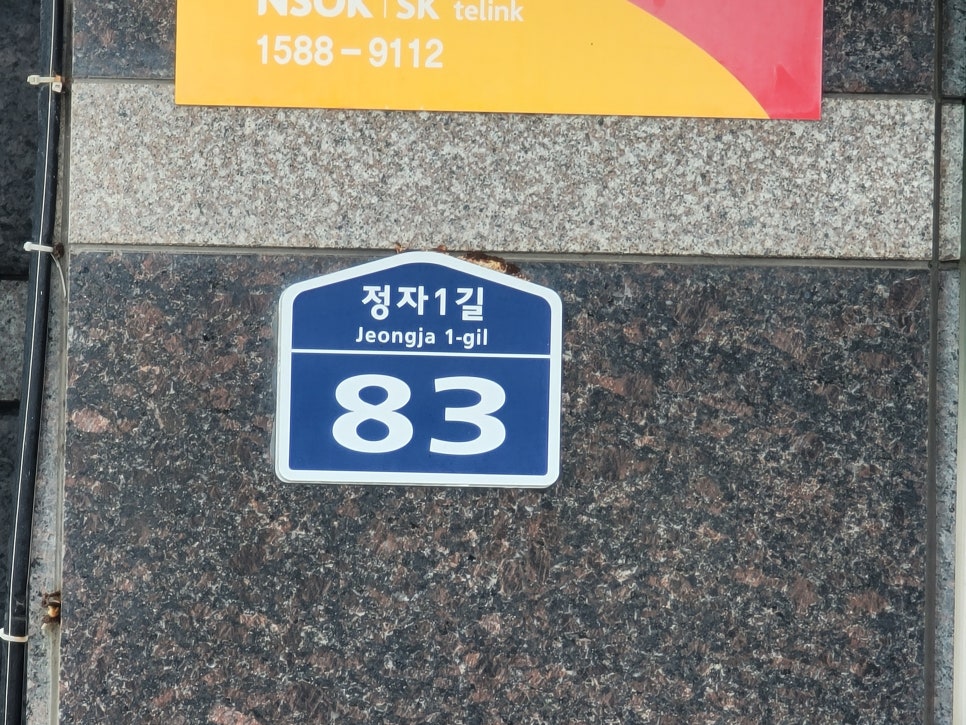 NSOK | SK telink
1588-9112
정자1길
Jeongja 1-gil
83